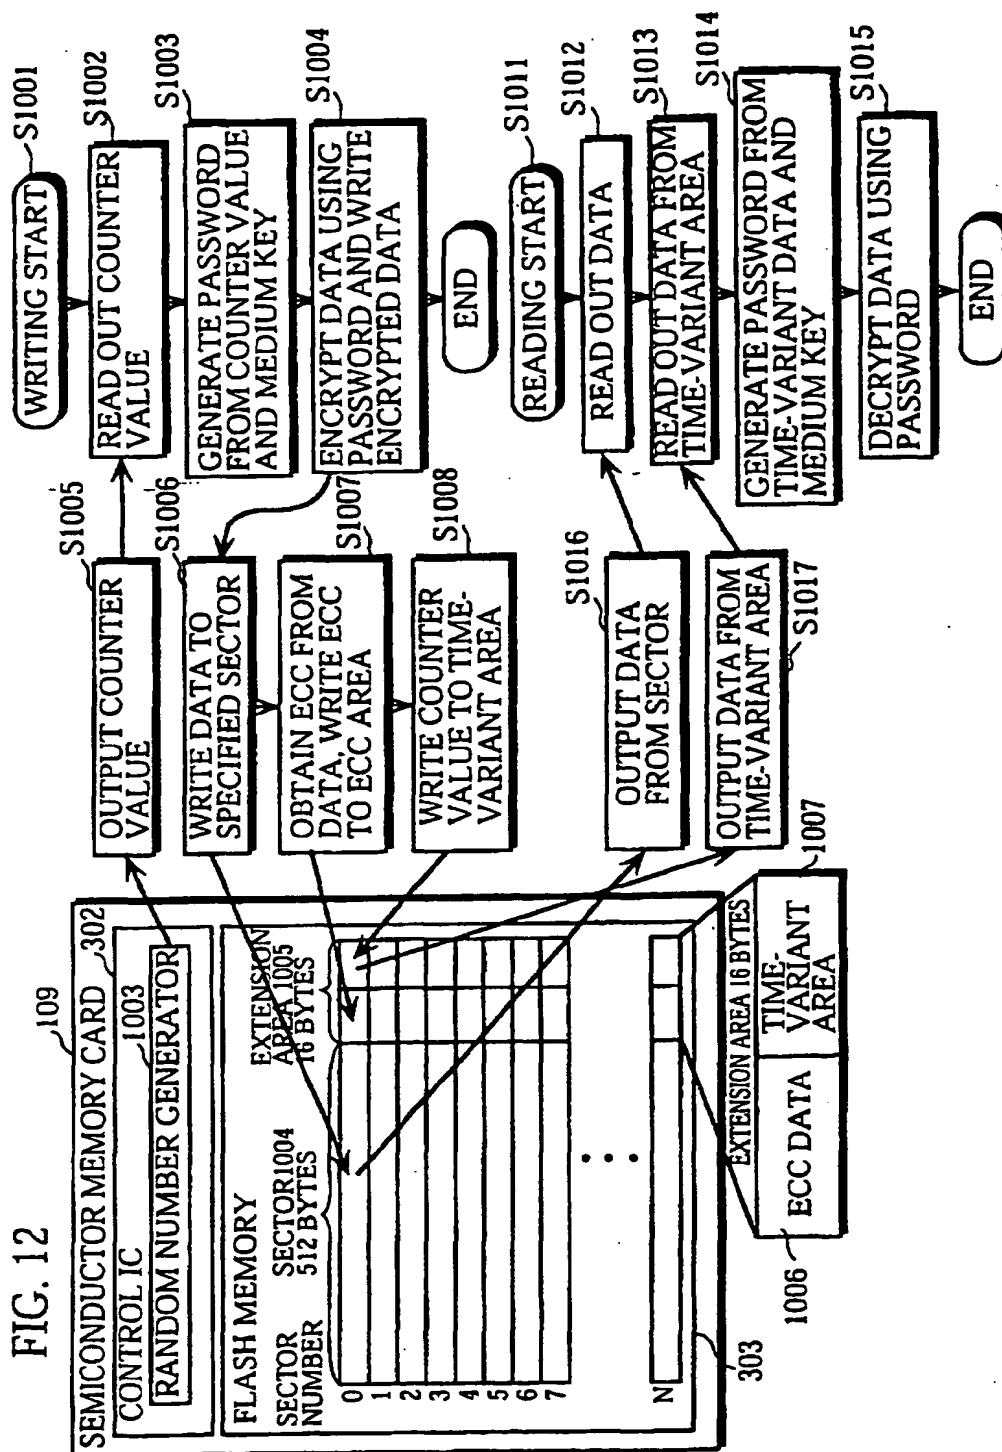 FIG. 12
SEMICONDUCTOR MEMORY CARD
109
CONTROL IC
302
1003
RANDOM NUMBER GENERATOR
FLASH MEMORY
SECTOR
NUMBER
SECTOR1004
512 BYTES
EXTENSION
AREA 1005
16 BYTES
0
1
2
3
4
5
6
7
N
303
EXTENSION AREA 16 BYTES
1006
ECC DATA
TIME-
VARIANT
AREA
1007
S1005
OUTPUT COUNTER
VALUE
S1006
WRITE DATA TO
SPECIFIED SECTOR
S1007
OBTAIN ECC FROM
DATA, WRITE ECC
TO ECC AREA
S1008
WRITE COUNTER
VALUE TO TIME-
VARIANT AREA
S1016
OUTPUT DATA
FROM SECTOR
OUTPUT DATA FROM
TIME-VARIANT AREA
S1017
WRITING START
S1001
S1002
READ OUT COUNTER
VALUE
S1003
GENERATE PASSWORD
FROM COUNTER VALUE
AND MEDIUM KEY
S1004
ENCRYPT DATA USING
PASSWORD AND WRITE
ENCRYPTED DATA
END
READING START
S1011
S1012
READ OUT DATA
S1013
READ OUT DATA FROM
TIME-VARIANT AREA
S1014
GENERATE PASSWORD FROM
TIME-VARIANT DATA AND
MEDIUM KEY
S1015
DECRYPT DATA USING
PASSWORD
END